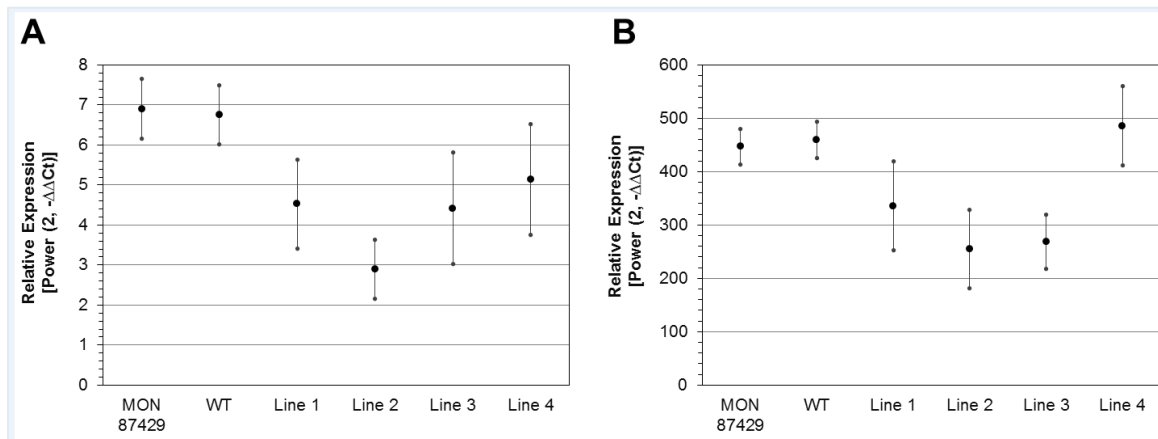 A
Relative Expression
[Power (2, -ΔΔCt)]
8
7
6
5
4
3
2
1
0
MON
87429
WT
Line 1
Line 2
Line 3
Line 4
B
Relative Expression
[Power (2, -ΔΔCt)]
600
500
400
300
200
100
0
MON
87429
WT
Line 1
Line 2
Line 3
Line 4